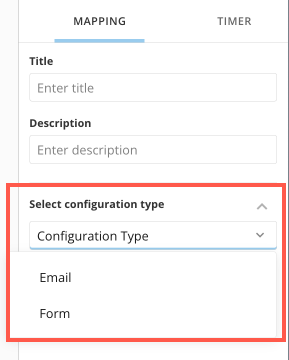 MAPPING TIMER
Title
Enter title
Description
Enter description
Select configuration type
Configuration Type
Email
Form